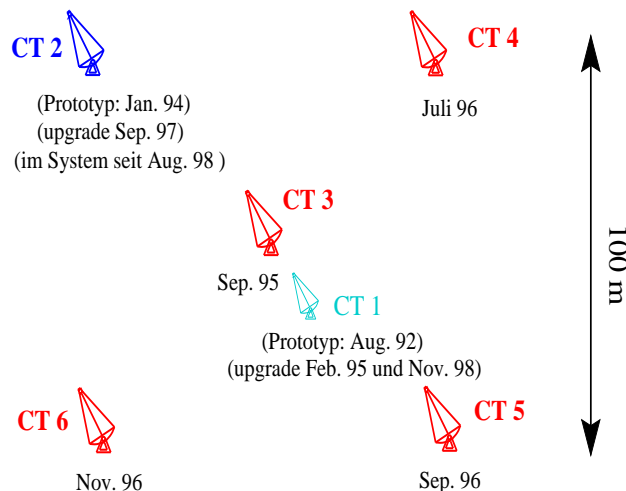 CT 2
CT 4
(Prototyp: Jan. 94)
(upgrade Sep. 97)
(im System seit Aug. 98 )
Juli 96
CT 3
Sep. 95
CT 1
(Prototyp: Aug. 92)
(upgrade Feb. 95 und Nov. 98)
100 m
CT 6
CT 5
Nov. 96
Sep. 96